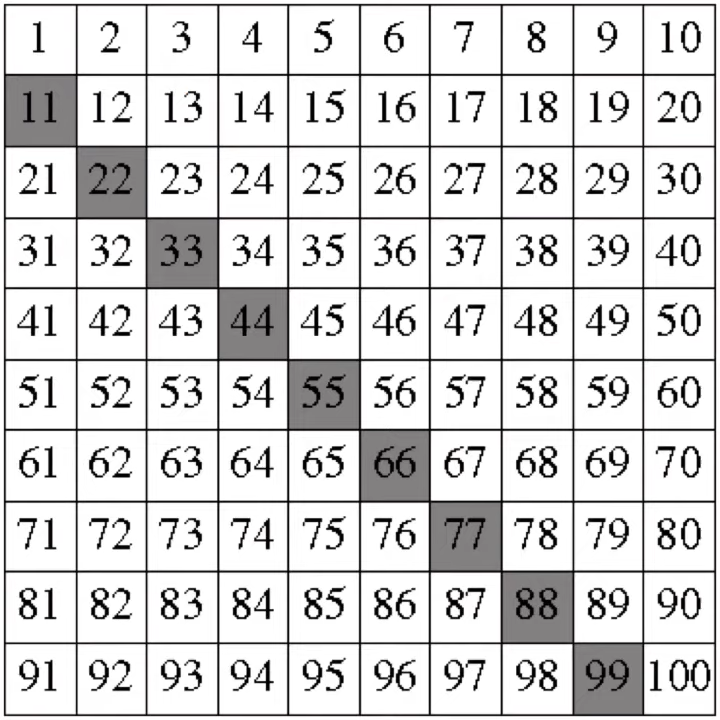 1 2 3 4 5 6 7 8 9 10
11 12 13 14 15 16 17 18 19 20
21 22 23 24 25 26 27 28 29 30
31 32 33 34 35 36 37 38 39 40
41 42 43 44 45 46 47 48 49 50
51 52 53 54 55 56 57 58 59 60
61 62 63 64 65 66 67 68 69 70
71 72 73 74 75 76 77 78 79 80
81 82 83 84 85 86 87 88 89 90
91 92 93 94 95 96 97 98 99 100